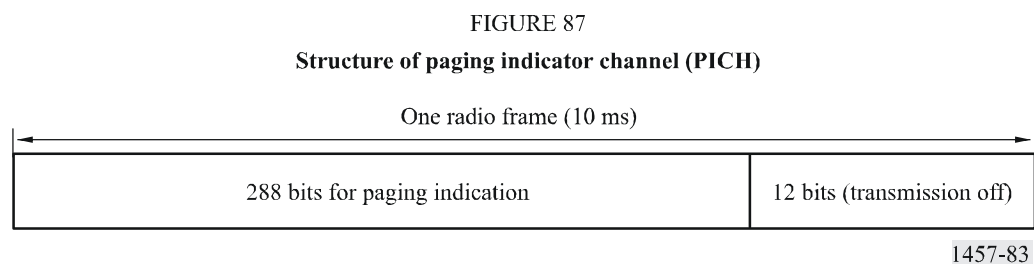 FIGURE 87
Structure of paging indicator channel (PICH)
One radio frame (10 ms)
288 bits for paging indication
12 bits (transmission off)
1457-83